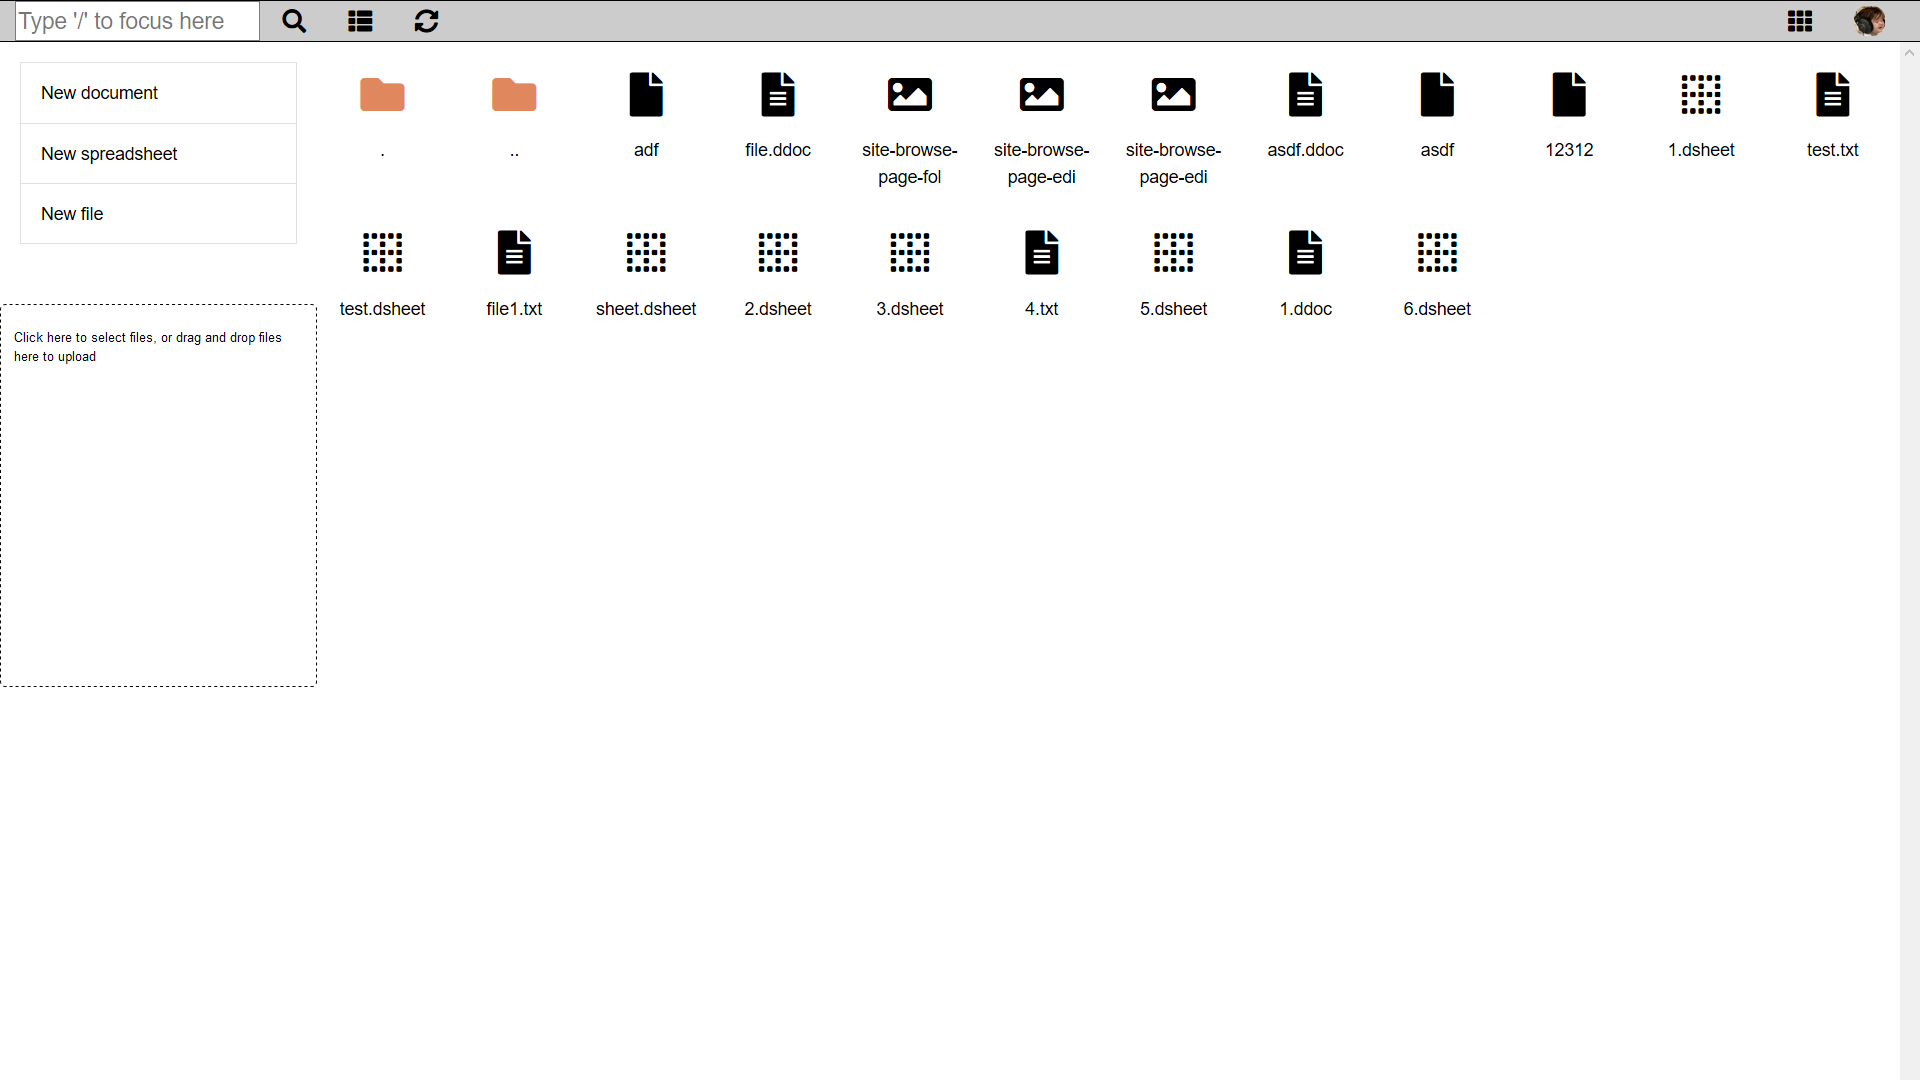 Type '/' to focus here
New document
New spreadsheet
New file
Click here to select files, or drag and drop files
here to upload
.
..
adf
file.ddoc
site-browse-
page-fol
site-browse-
page-edi
site-browse-
page-edi
asdf.ddoc
asdf
12312
1.dsheet
test.txt
test.dsheet
file1.txt
sheet.dsheet
2.dsheet
3.dsheet
4.txt
5.dsheet
1.ddoc
6.dsheet